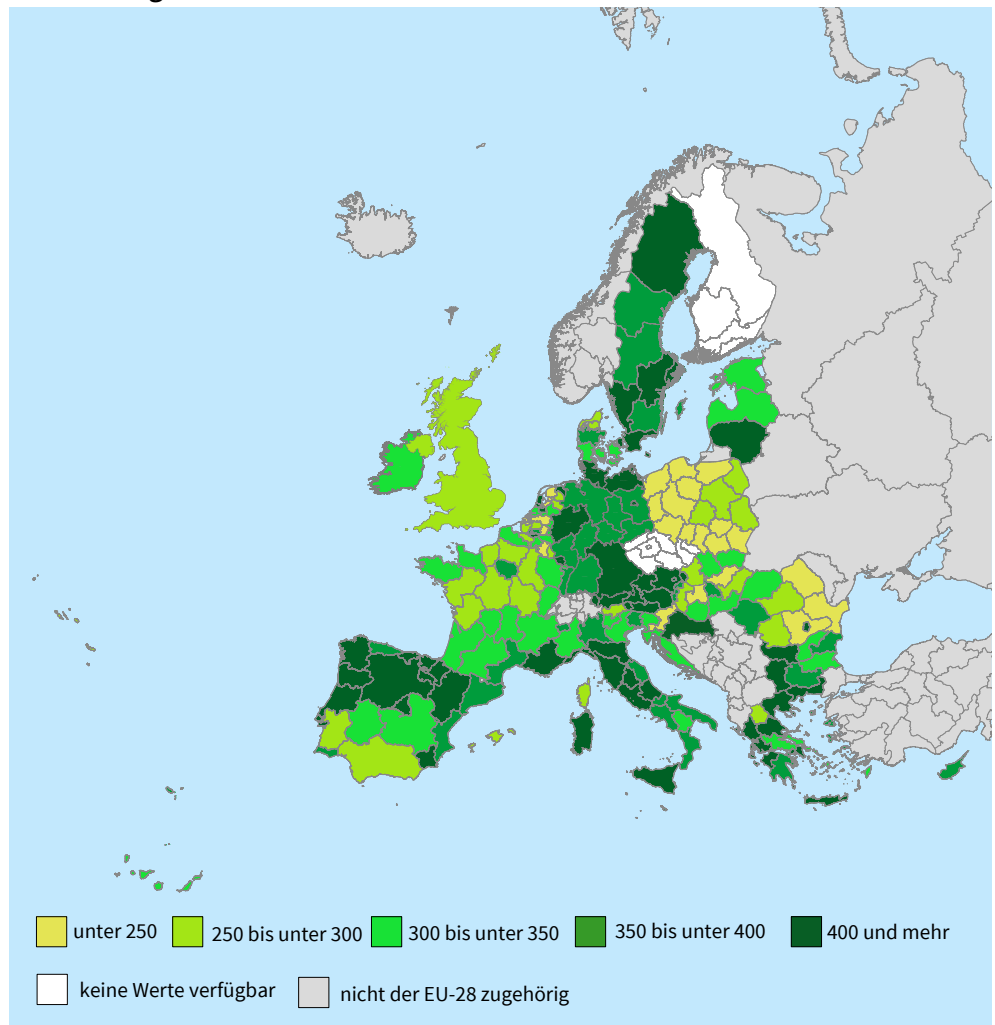 unter 250
250 bis unter 300
300 bis unter 350
350 bis unter 400
400 und mehr
keine Werte verfügbar
nicht der EU-28 zugehörig